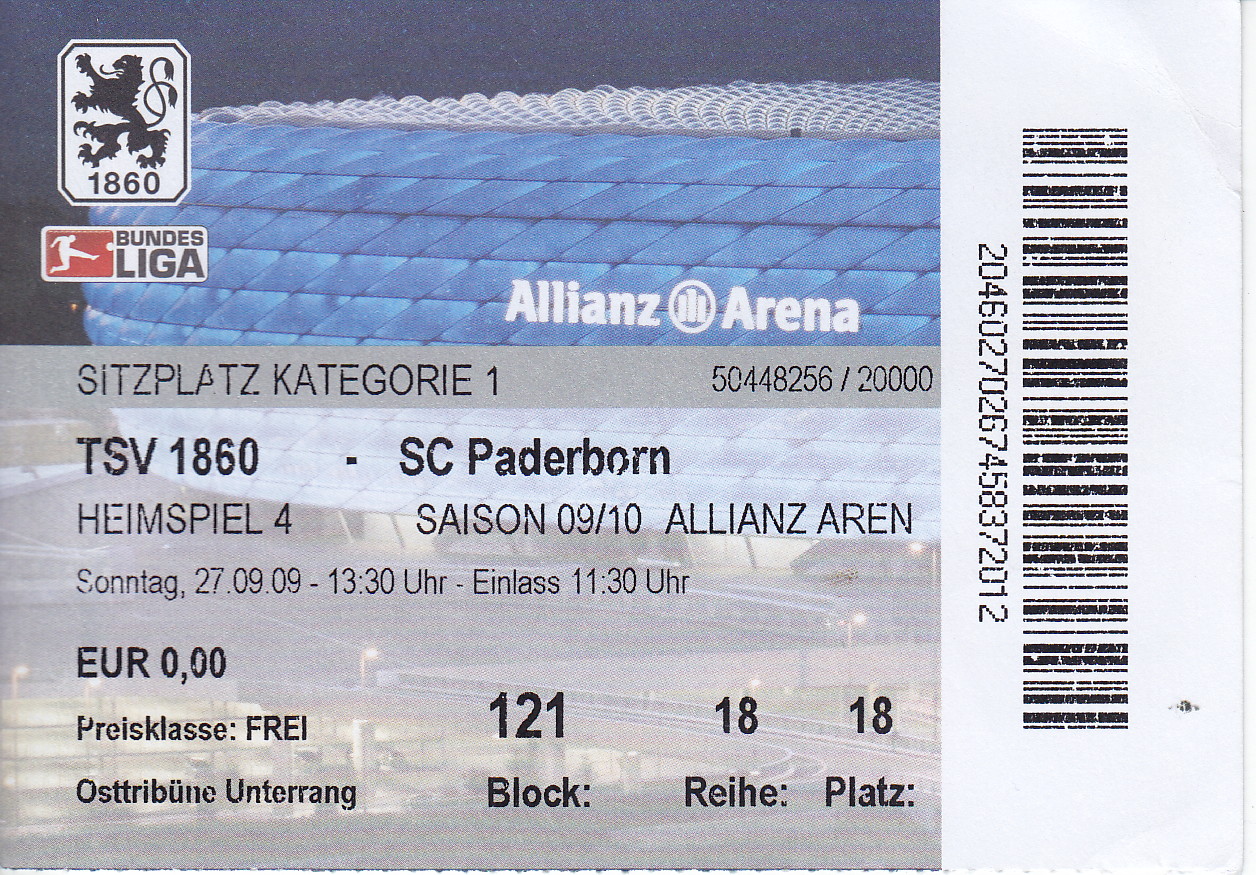 1860
BUNDES
LIGA
Allianz Arena
SITZPLATZ KATEGORIE 1 50448256 / 20000
TSV 1860 - SC Paderborn
HEIMSPIEL 4 SAISON 09/10 ALLIANZ AREN
Sonntag, 27.09.09 - 13:30 Uhr - Einlass 11:30 Uhr
EUR 0,00
Preisklasse: FREI 121 18 18
Osttribüne Unterrang Block: Reihe: Platz:
20460270267458372012